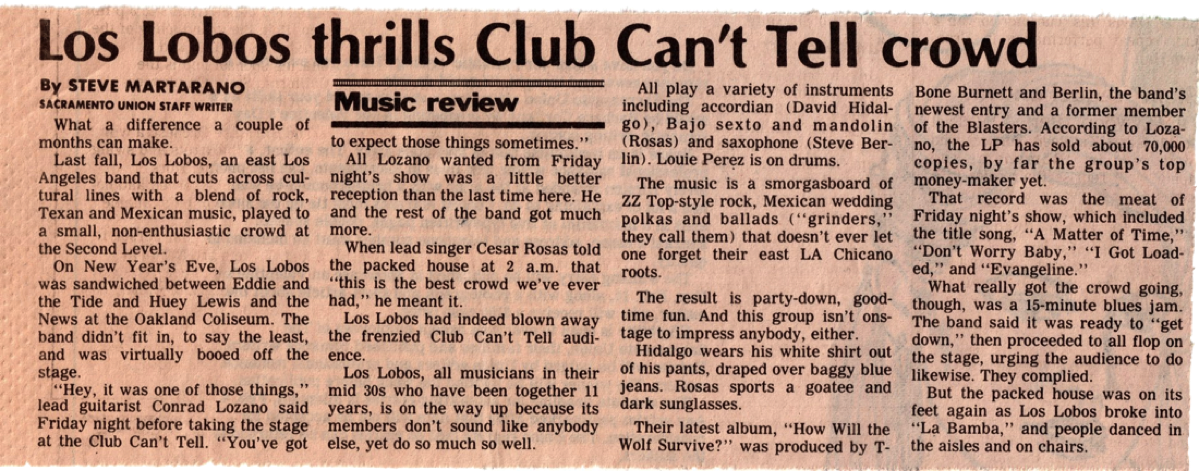 Los Lobos thrills Club Can't Tell crowd
By STEVE MARTARANO
SACRAMENTO UNION STAFF WRITER
What a difference a couple of
months can make.
Last fall, Los Lobos, an east Los
Angeles band that cuts across cul-
tural lines with a blend of rock,
Texan and Mexican music, played to
a small, non-enthusiastic crowd at
the Second Level.
On New Year's Eve, Los Lobos
was sandwiched between Eddie and
the Tide and Huey Lewis and the
News at the Oakland Coliseum. The
band didn't fit in, to say the least,
and was virtually booed off the
stage.
"Hey, it was one of those things,"
lead guitarist Conrad Lozano said
Friday night before taking the stage
at the Club Can't Tell. "You've got
Music review
to expect those things sometimes."
All Lozano wanted from Friday
night's show was a little better
reception than the last time here. He
and the rest of the band got much
more.
When lead singer Cesar Rosas told
the packed house at 2 a.m. that
"this is the best crowd we've ever
had," he meant it.
Los Lobos had indeed blown away
the frenzied Club Can't Tell audi-
ence.
Los Lobos, all musicians in their
mid 30s who have been together 11
years, is on the way up because its
members don't sound like anybody
else, yet do so much so well.
All play a variety of instruments
including accordian (David Hidal-
go), Bajo sexto and mandolin
(Rosas) and saxophone (Steve Ber-
lin). Louie Perez is on drums.
The music is a smorgasboard of
ZZ Top-style rock, Mexican wedding
polkas and ballads ("grinders,"
they call them) that doesn't ever let
one forget their east LA Chicano
roots.
The result is party-down, good-
time fun. And this group isn't ons-
tage to impress anybody, either.
Hidalgo wears his white shirt out
of his pants, draped over baggy blue
jeans. Rosas sports a goatee and
dark sunglasses.
Their latest album, "How Will the
Wolf Survive?" was produced by T-
Bone Burnett and Berlin, the band's
newest entry and a former member
of the Blasters. According to Loza-
no, the LP has sold about 70,000
copies, by far the group's top
money-maker yet.
That record was the meat of
Friday night's show, which included
the title song, "A Matter of Time,"
"Don't Worry Baby," "I Got Load-
ed," and "Evangeline."
What really got the crowd going,
though, was a 15-minute blues jam.
The band said it was ready to "get
down," then proceeded to all flop on
the stage, urging the audience to do
likewise. They complied.
But the packed house was on its
feet again as Los Lobos broke into
"La Bamba," and people danced in
the aisles and on chairs.